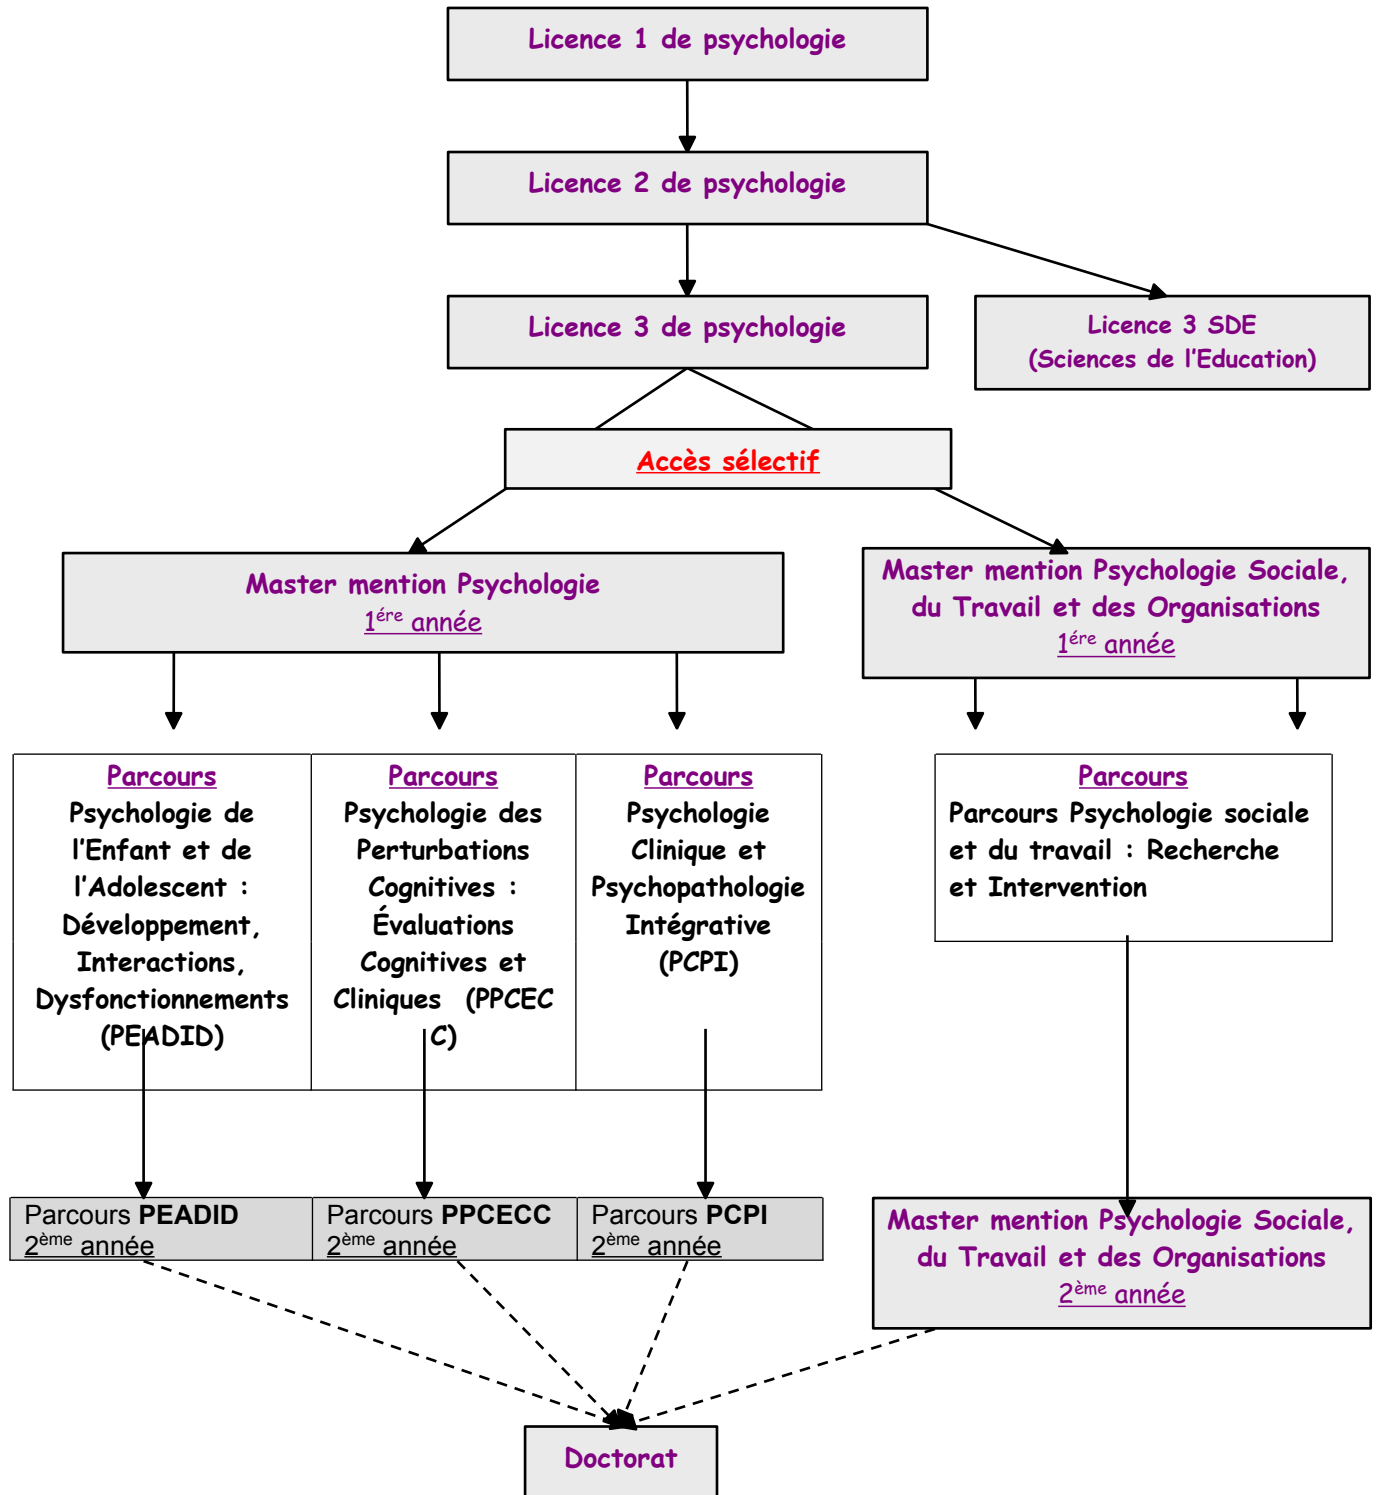 Licence 1 de psychologie
Licence 2 de psychologie
Licence 3 de psychologie
Licence 3 SDE
(Sciences de l'Education)
Accès sélectif
Master mention Psychologie
1ére année
Master mention Psychologie Sociale,
du Travail et des Organisations
1ére année
Parcours
Psychologie de
l'Enfant et de
l'Adolescent :
Développement,
Interactions,
Dysfonctionnements
(PEADID)
Parcours
Psychologie des
Perturbations
Cognitives :
Évaluations
Cognitives et
Cliniques (PPCEC
C)
Parcours
Psychologie
Clinique et
Psychopathologie
Intégrative
(PCPI)
Parcours
Parcours Psychologie sociale
et du travail : Recherche
et Intervention
Parcours PEADID
2ème année
Parcours PPCECC
2ème année
Parcours PCPI
2ème année
Master mention Psychologie Sociale,
du Travail et des Organisations
2ème année
Doctorat